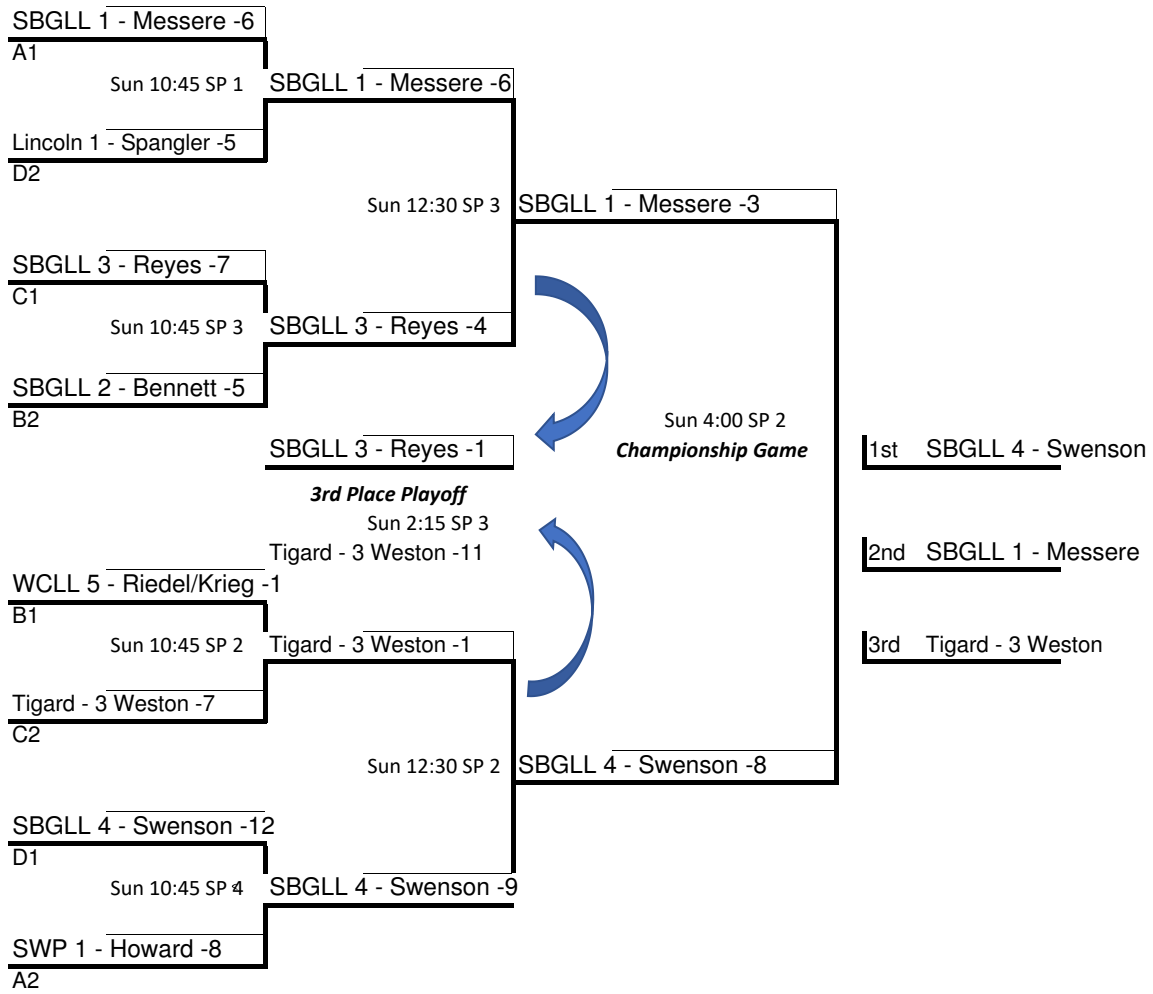 SBGLL 1 - Messere -6
A1
Sun 10:45 SP 1
SBGLL 1 - Messere -6
Lincoln 1 - Spangler -5
D2
Sun 12:30 SP 3
SBGLL 1 - Messere -3
SBGLL 3 - Reyes -7
C1
Sun 10:45 SP 3
SBGLL 3 - Reyes -4
SBGLL 2 - Bennett -5
B2
Sun 4:00 SP 2
Championship Game
SBGLL 3 - Reyes -1
1st SBGLL 4 - Swenson
3rd Place Playoff
Sun 2:15 SP 3
Tigard - 3 Weston -11
2nd SBGLL 1 - Messere
WCLL 5 - Riedel/Krieg -1
B1
Sun 10:45 SP 2
Tigard - 3 Weston -1
3rd Tigard - 3 Weston
Tigard - 3 Weston -7
C2
Sun 12:30 SP 2
SBGLL 4 - Swenson -8
SBGLL 4 - Swenson -12
D1
Sun 10:45 SP 4
SBGLL 4 - Swenson -9
SWP 1 - Howard -8
A2